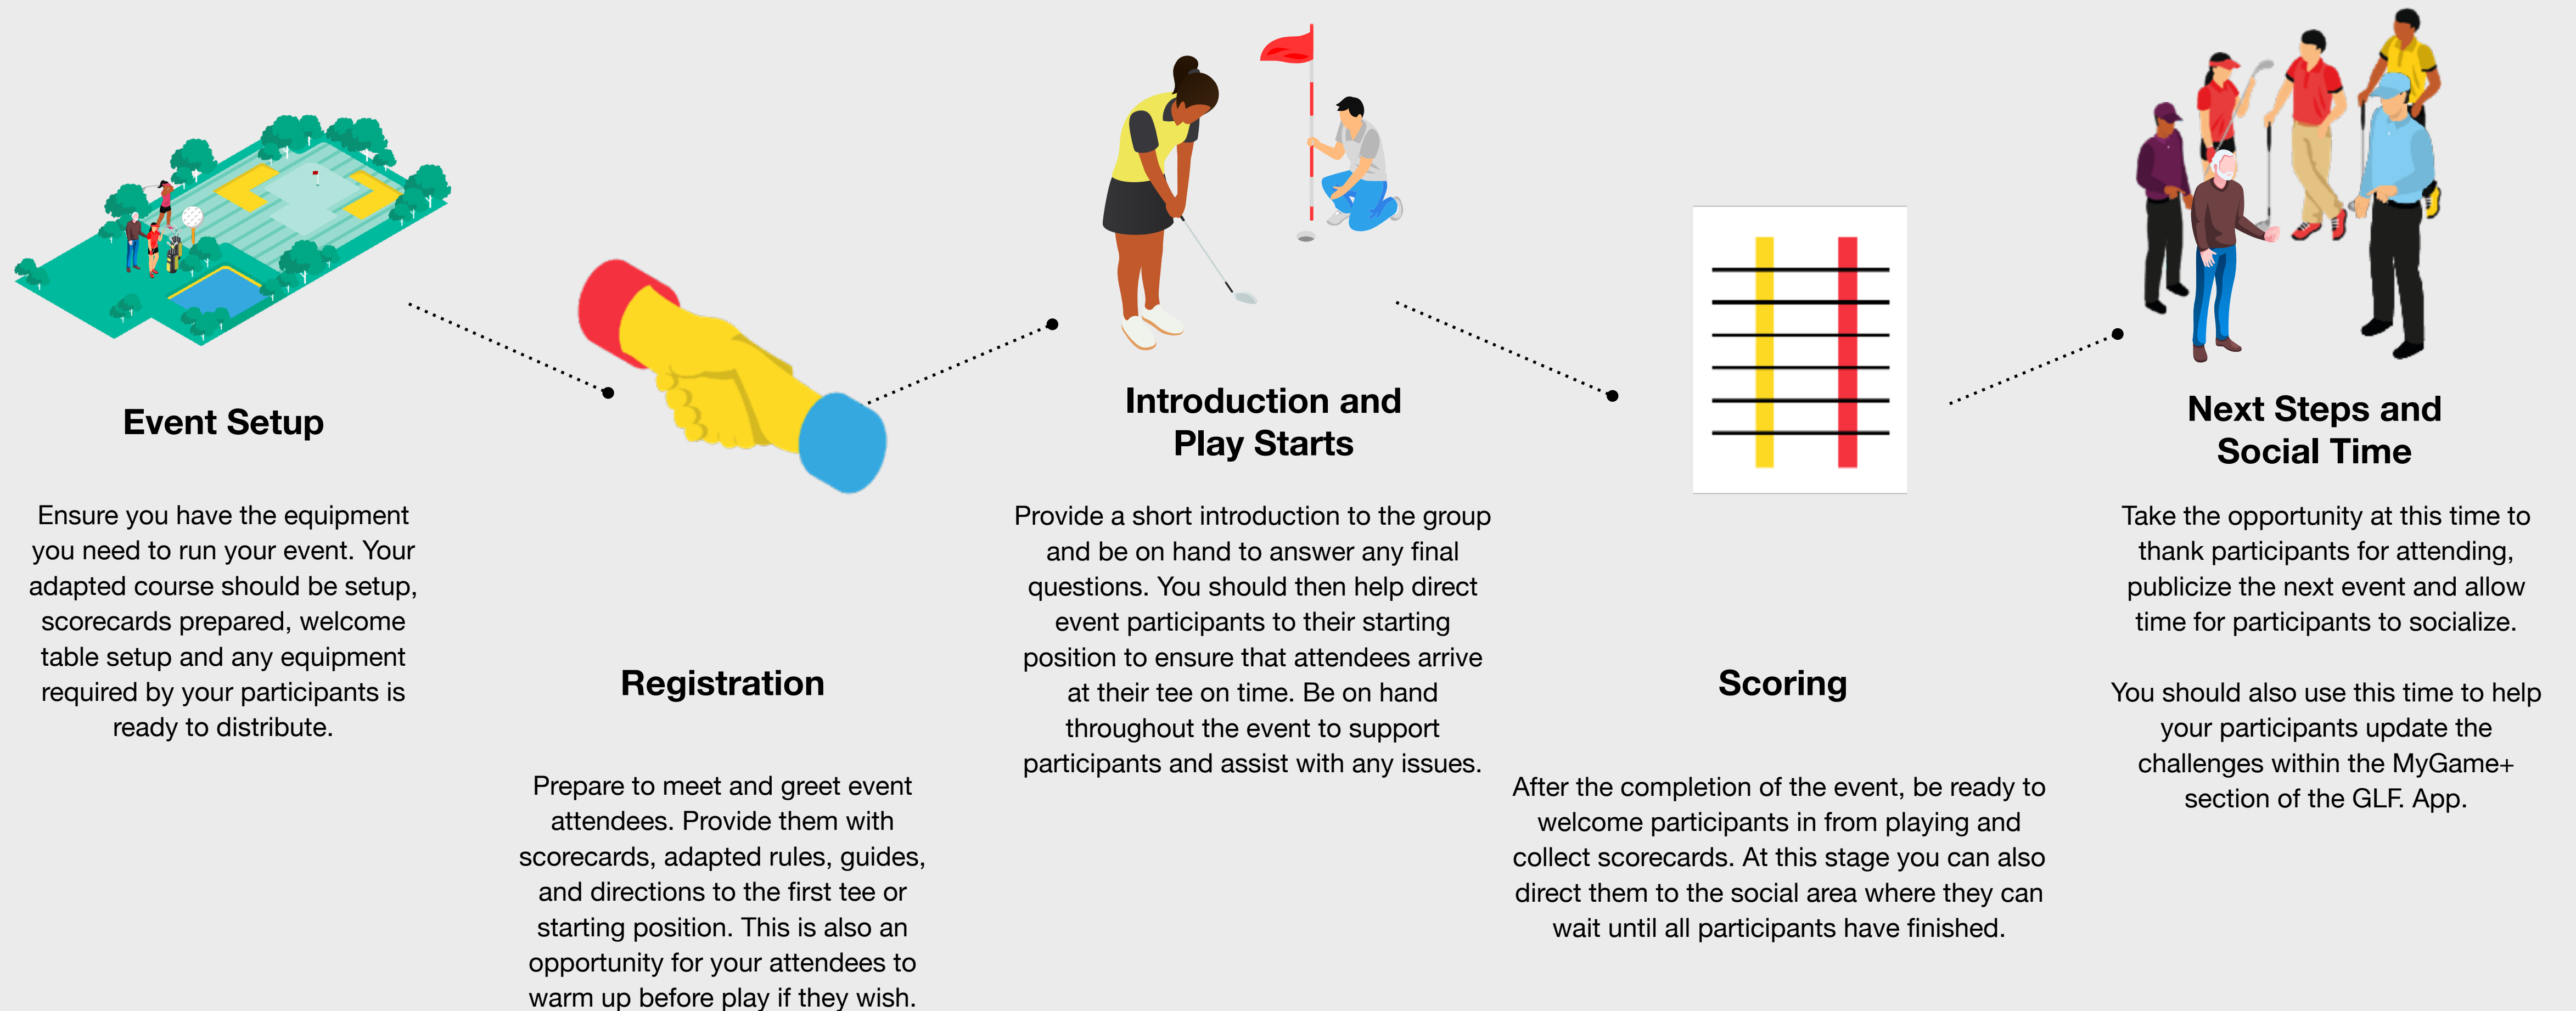 Event Setup
Ensure you have the equipment
you need to run your event. Your
adapted course should be setup,
scorecards prepared, welcome
table setup and any equipment
required by your participants is
ready to distribute.
Registration
Prepare to meet and greet event
attendees. Provide them with
scorecards, adapted rules, guides,
and directions to the first tee or
starting position. This is also an
opportunity for your attendees to
warm up before play if they wish.
Introduction and
Play Starts
Provide a short introduction to the group
and be on hand to answer any final
questions. You should then help direct
event participants to their starting
position to ensure that attendees arrive
at their tee on time. Be on hand
throughout the event to support
participants and assist with any issues.
Scoring
After the completion of the event, be ready to
welcome participants in from playing and
collect scorecards. At this stage you can also
direct them to the social area where they can
wait until all participants have finished.
Next Steps and
Social Time
Take the opportunity at this time to
thank participants for attending,
publicize the next event and allow
time for participants to socialize.
You should also use this time to help
your participants update the
challenges within the MyGame+
section of the GLF. App.